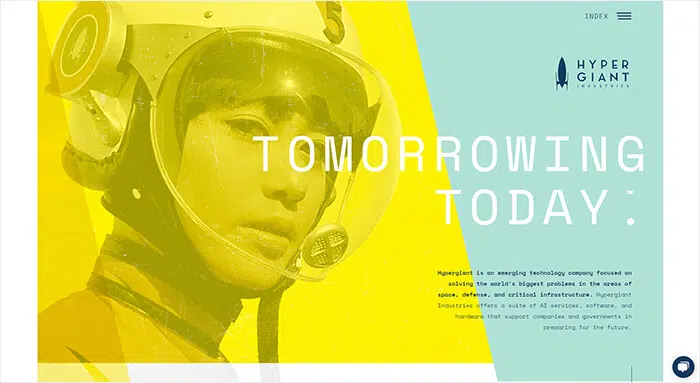 INDEX
HYPER
GIANT
INDUSTRIES
5
TOMORROWING
TODAY:
Hypergiant is an emerging technology company focused on
solving the world's biggest problems in the areas of
space, defense, and critical infrastructure. Hypergiant
Industries offers a suite of AI services, software, and
hardware that support companies and governments in
preparing for the future.